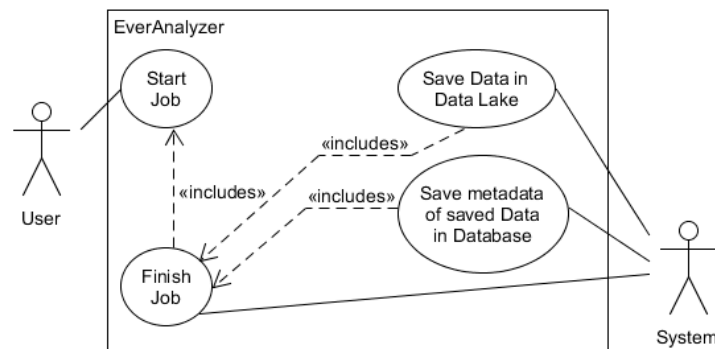 EverAnalyzer
Start
Job
Save Data in
Data Lake
«includes»
«includes»
«includes»
Save metadata
of saved Data
in Database
User
Finish
Job
System